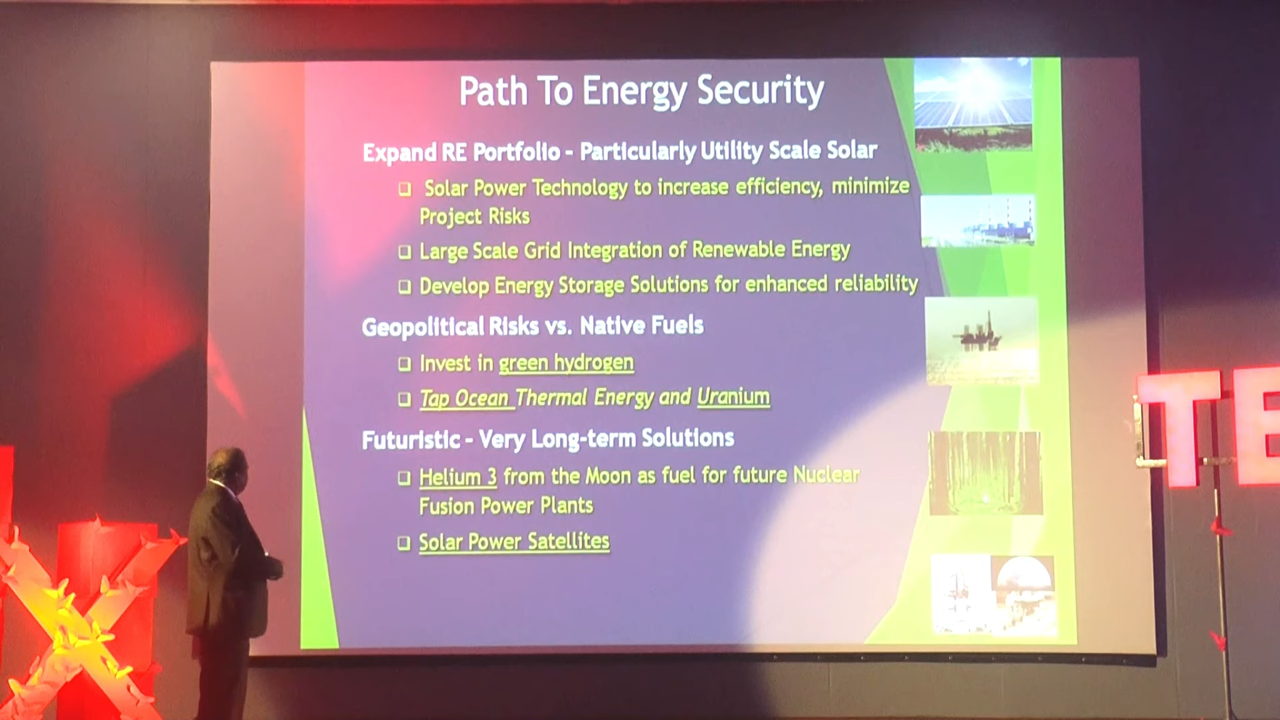 Path To Energy Security
Expand RE Portfolio - Particularly Utility Scale Solar
❑ Solar Power Technology to increase efficiency, minimize
Project Risks
❑ Large Scale Grid Integration of Renewable Energy
❑ Develop Energy Storage Solutions for enhanced reliability
Geopolitical Risks vs. Native Fuels
❑ Invest in green hydrogen
❑ Tap Ocean Thermal Energy and Uranium
Futuristic - Very Long-term Solutions
❑ Helium 3 from the Moon as fuel for future Nuclear
Fusion Power Plants
❑ Solar Power Satellites
X
TE